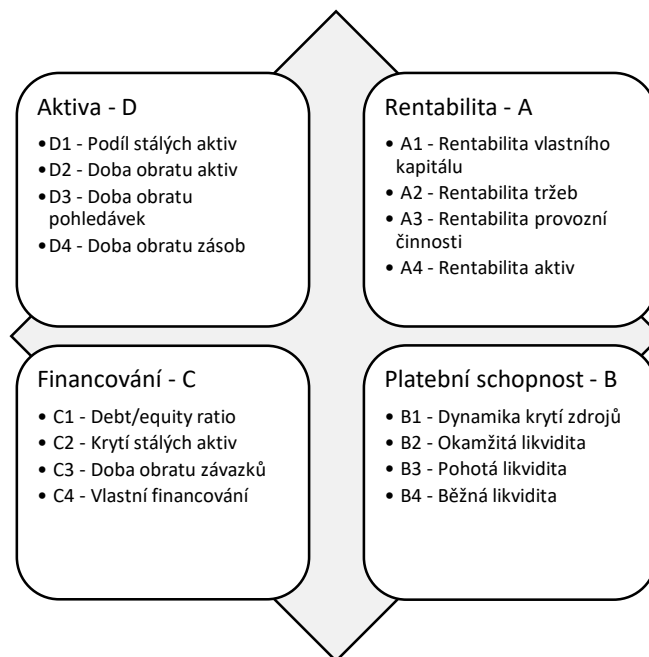 Aktiva - D
•D1 - Podíl stálých aktiv
•D2 - Doba obratu aktiv
•D3 - Doba obratu
pohledávek
•D4 - Doba obratu zásob
Rentabilita - A
• A1 - Rentabilita vlastního
kapitálu
• A2 - Rentabilita tržeb
• A3 - Rentabilita provozní
činnosti
• A4 - Rentabilita aktiv
Financování - C
• C1 - Debt/equity ratio
• C2 - Krytí stálých aktiv
• C3 - Doba obratu závazků
• C4 - Vlastní financování
Platební schopnost - B
• B1 - Dynamika krytí zdrojů
• B2 - Okamžitá likvidita
• B3 - Pohotá likvidita
• B4 - Běžná likvidita